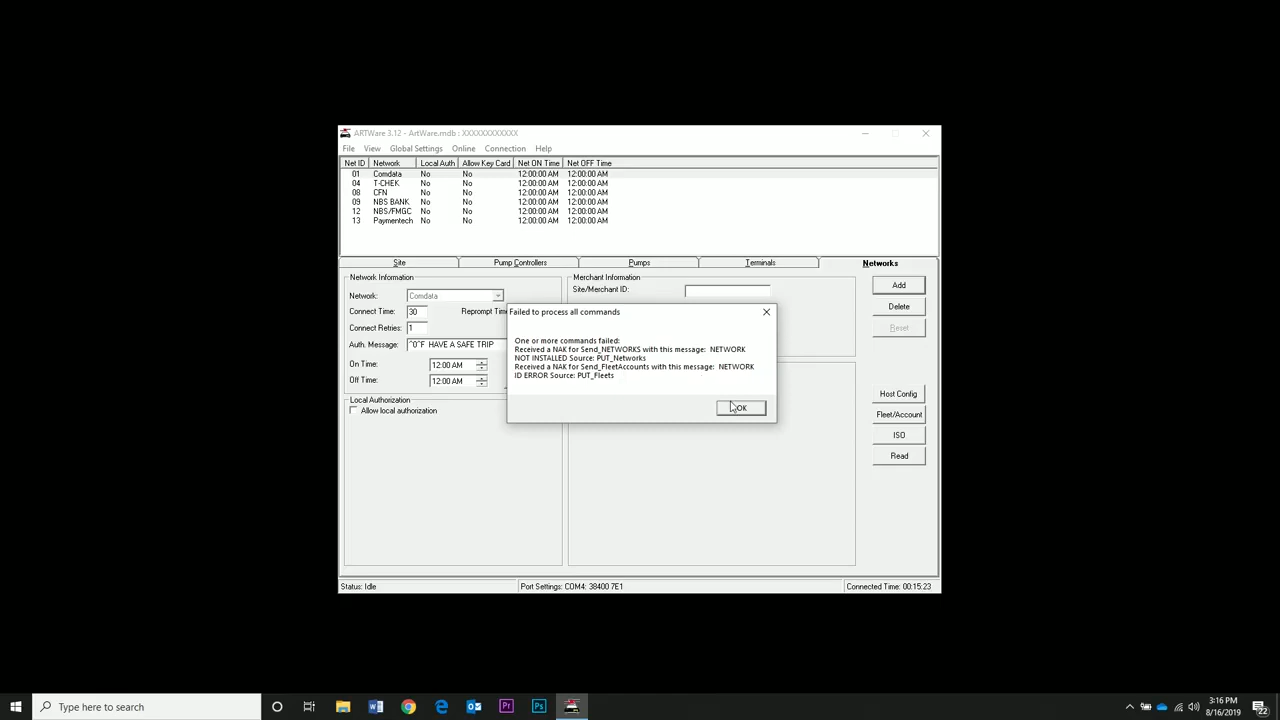 ARTWare 3.12 - ArtWare.mdb : XXXXXXXXXXXX
File View Global Settings Online Connection Help
Net ID Network Local Auth Allow Key Card Net ON Time Net OFF Time
01 Comdata No No 12:00:00 AM 12:00:00 AM
04 T-CHEK No No 12:00:00 AM 12:00:00 AM
08 CFN No No 12:00:00 AM 12:00:00 AM
09 NBS BANK No No 12:00:00 AM 12:00:00 AM
12 NBS/FMGC No No 12:00:00 AM 12:00:00 AM
13 Paymentech No No 12:00:00 AM 12:00:00 AM
Site Pump Controllers Pumps Terminals Networks
Network Information
Network: Comdata
Connect Time: 30 Reprompt Time
Connect Retries: 1
Auth. Message: ^0^F HAVE A SAFE TRIP
On Time: 12:00 AM
Off Time: 12:00 AM
Local Authorization
Allow local authorization
Merchant Information
Site/Merchant ID:
Failed to process all commands
One or more commands failed:
Received a NAK for Send_NETWORKS with this message: NETWORK
NOT INSTALLED Source: PUT_Networks
Received a NAK for Send_FleetAccounts with this message: NETWORK
ID ERROR Source: PUT_Fleets
OK
Add
Delete
Reset
Host Config
Fleet/Account
ISO
Read
Status: Idle Port Settings: COM4: 38400 7E1 Connected Time: 00:15:23
Type here to search
3:16 PM
8/16/2019